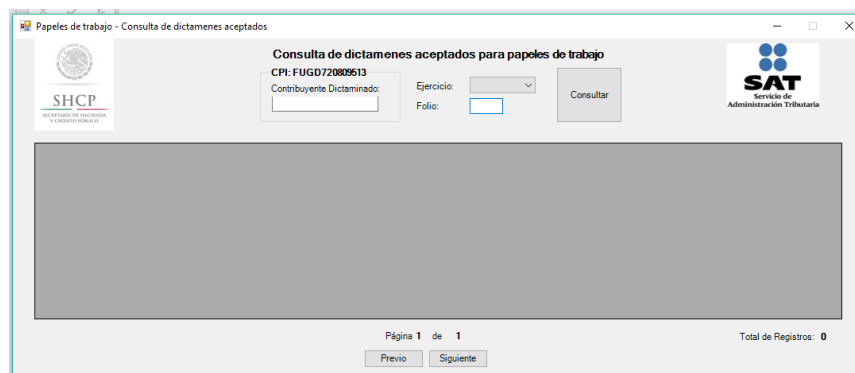 Papeles de trabajo - Consulta de dictamenes aceptados
SHCP
SECRETARÍA DE HACIENDA
Y CRÉDITO PÚBLICO
Consulta de dictamenes aceptados para papeles de trabajo
CPI: FUGD720809513
Contribuyente Dictaminado:
Ejercicio:
Folio:
Consultar
SAT
Servicio de
Administración Tributaria
Página 1 de 1
Total de Registros: 0
Previo Siguiente